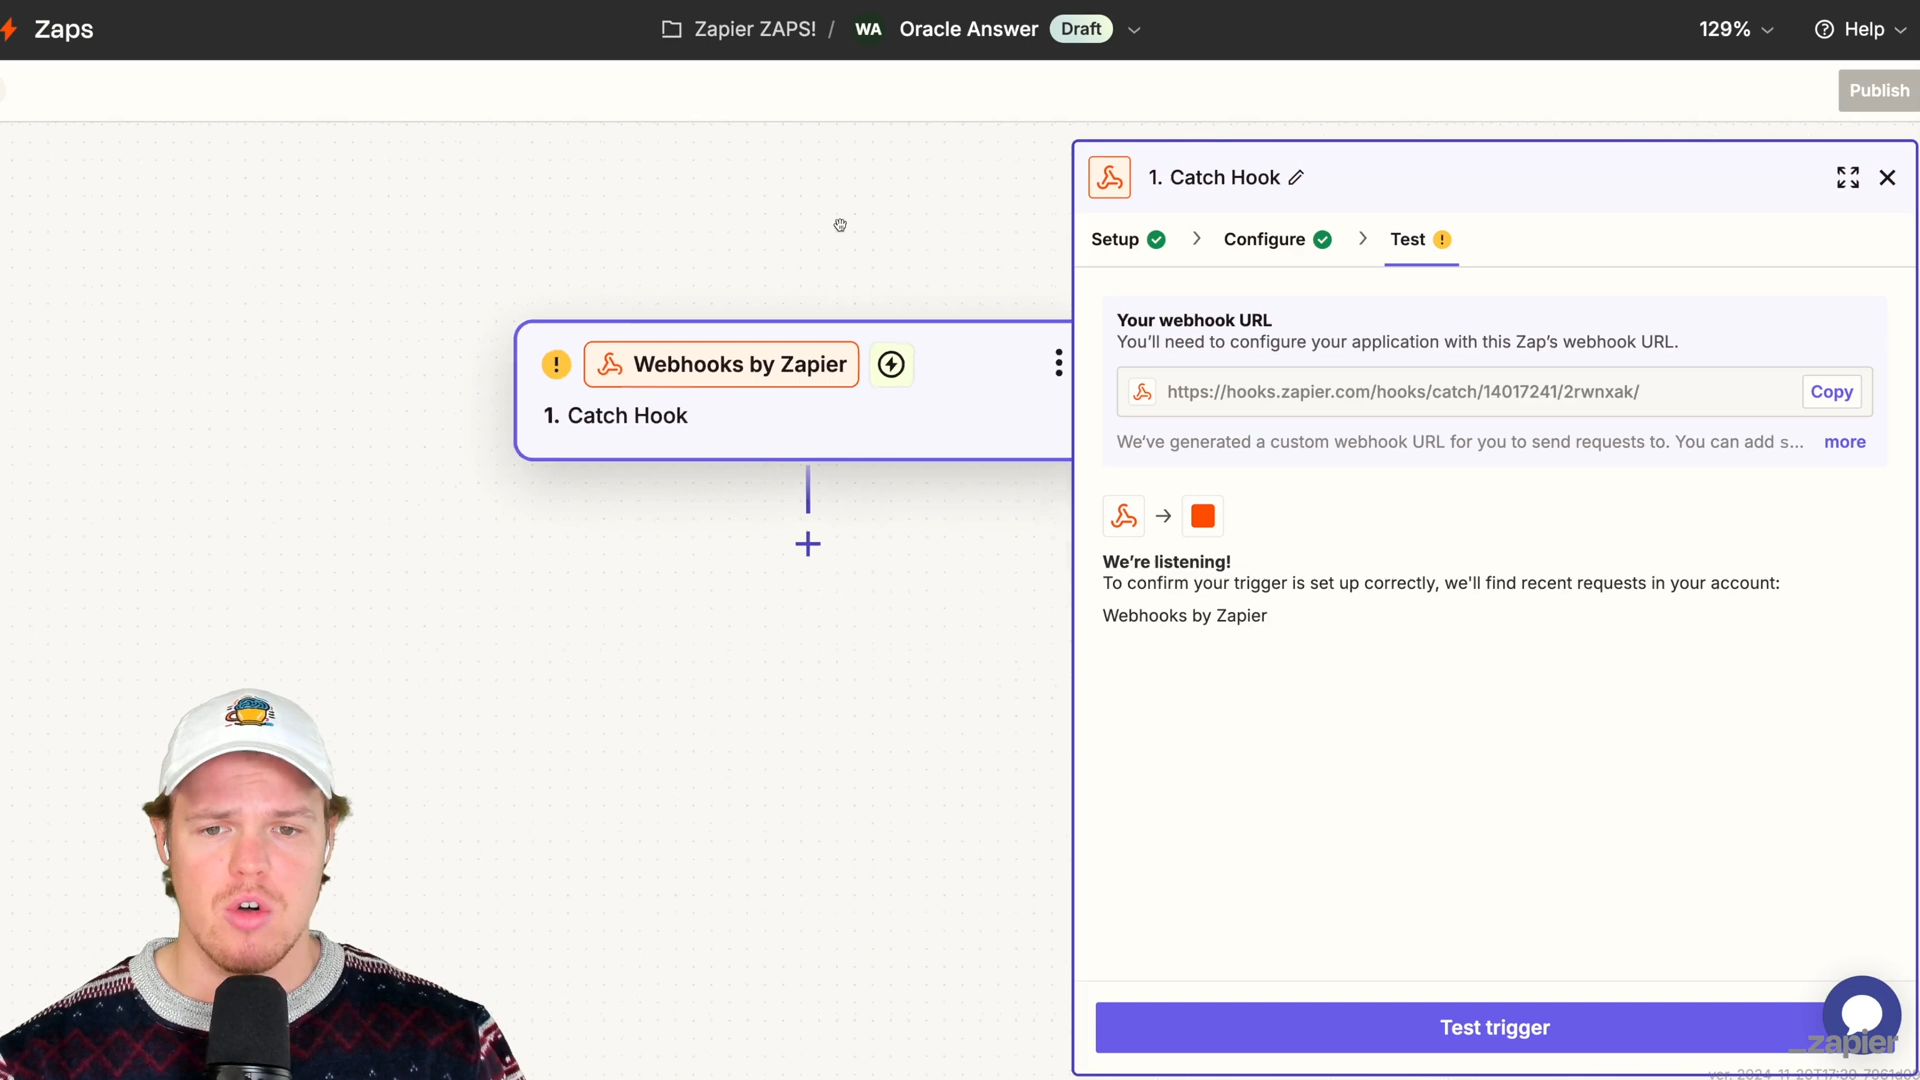 Zaps
Zapier ZAPS! / WA Oracle Answer Draft
129%
Help
Publish
1. Catch Hook
Setup
Configure
Test
Your webhook URL
You'll need to configure your application with this Zap's webhook URL.
https://hooks.zapier.com/hooks/catch/14017241/2rwnxak/
Copy
We've generated a custom webhook URL for you to send requests to. You can add s... more
Webhooks by Zapier
1. Catch Hook
We're listening!
To confirm your trigger is set up correctly, we'll find recent requests in your account:
Webhooks by Zapier
Test trigger
_zapier